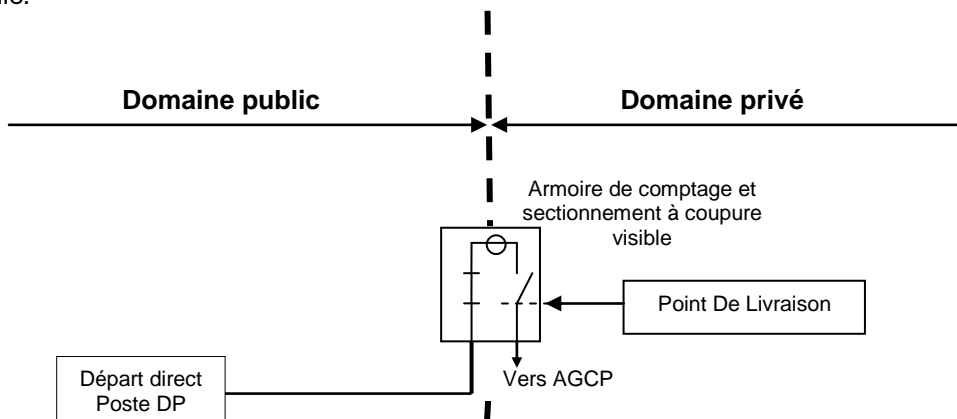 Domaine public
Domaine privé
Armoire de comptage et
sectionnement à coupure
visible
Point De Livraison
Départ direct
Poste DP
Vers AGCP